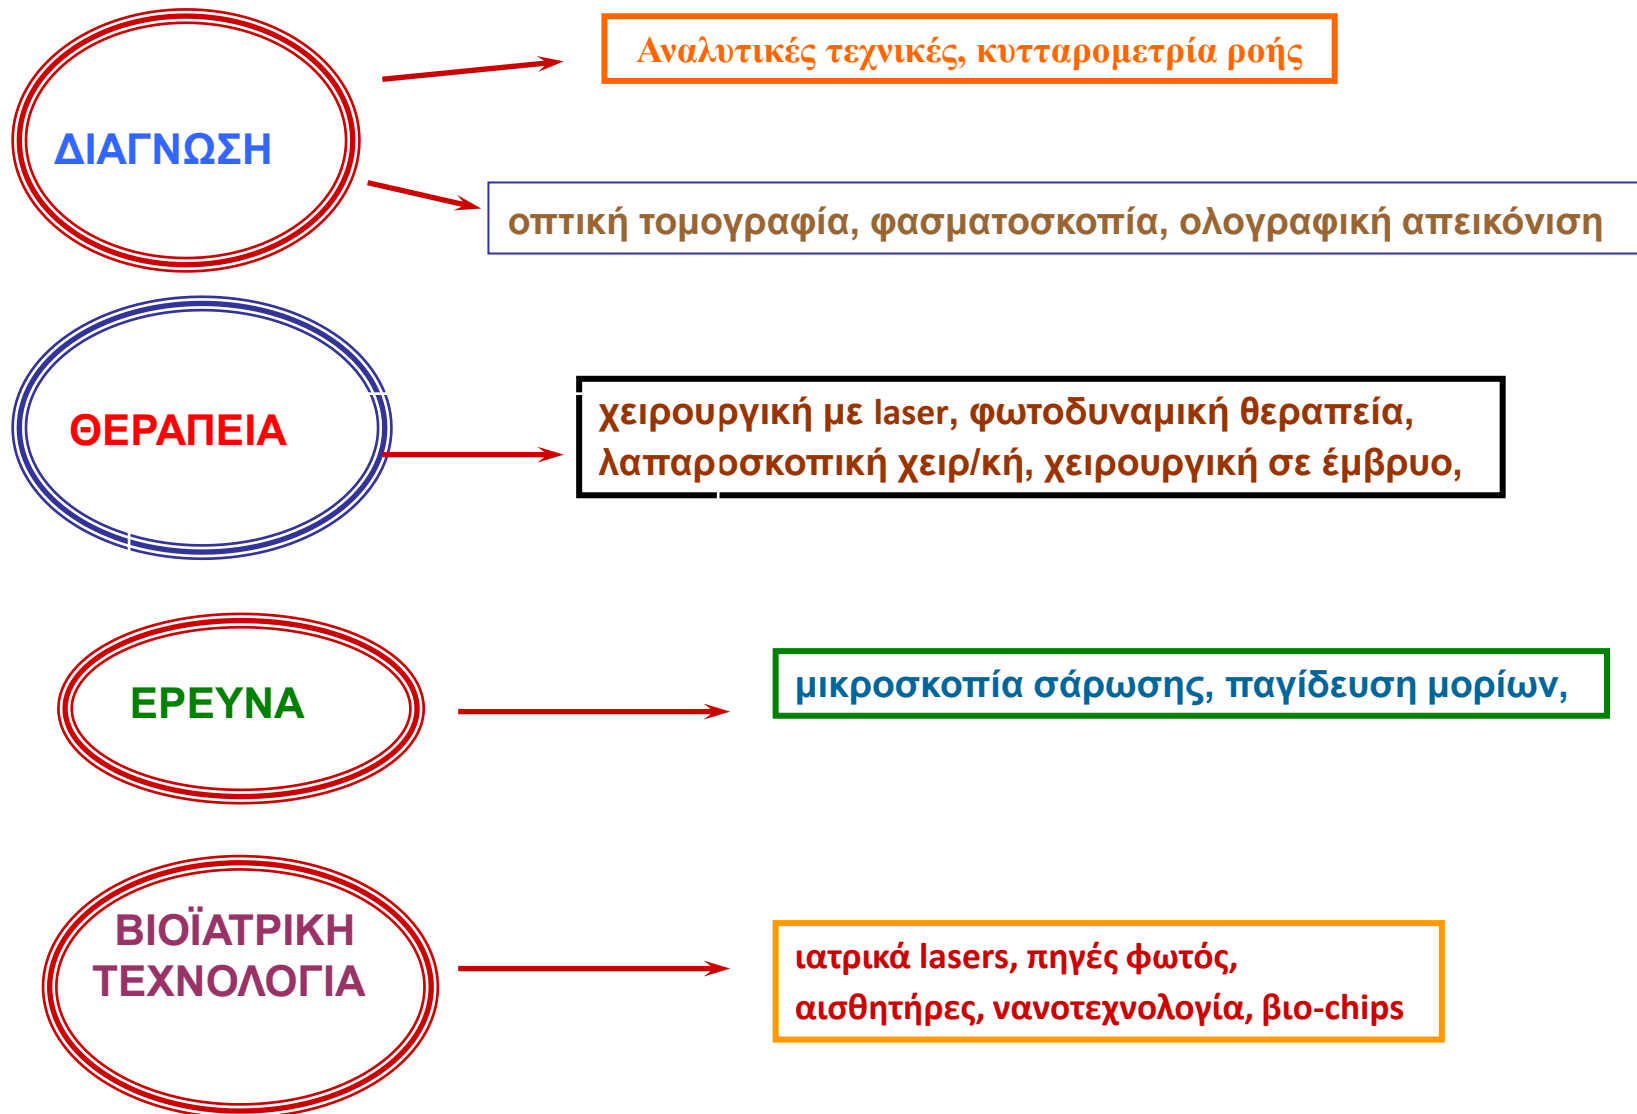 ΔΙΑΓΝΩΣΗ
Αναλυτικές τεχνικές, κυτταρομετρία ροής
οπτική τομογραφία, φασματοσκοπία, ολογραφική απεικόνιση
ΘΕΡΑΠΕΙΑ
χειρουργική με laser, φωτοδυναμική θεραπεία,
λαπαροσκοπική χειρ/κή, χειρουργική σε έμβρυο,
ΕΡΕΥΝΑ
μικροσκοπία σάρωσης, παγίδευση μορίων,
ΒΙΟΪΑΤΡΙΚΗ
ΤΕΧΝΟΛΟΓΙΑ
ιατρικά lasers, πηγές φωτός,
αισθητήρες, νανοτεχνολογία, βιο-chips